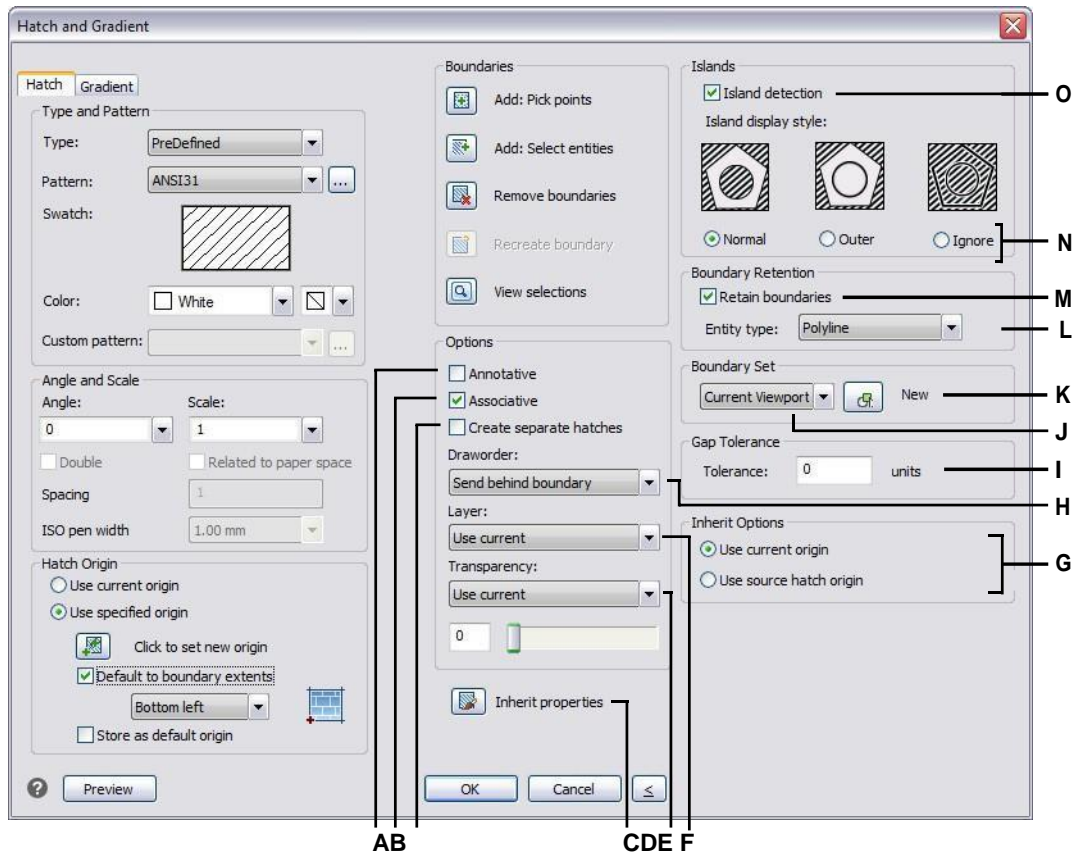 Hatch and Gradient
Hatch Gradient
Type and Pattern
Type: PreDefined
Pattern: ANSI31 ...
Swatch:
Color: White
Custom pattern: ...
Angle and Scale
Angle: Scale:
0 1
Double Related to paper space
Spacing 1
ISO pen width 1.00 mm
Hatch Origin
Use current origin
Use specified origin
Click to set new origin
Default to boundary extents
Bottom left
Store as default origin
? Preview
Boundaries
Add: Pick points
Add: Select entities
Remove boundaries
Recreate boundary
View selections
Options
Annotative
Associative
Create separate hatches
Draworder:
Send behind boundary
Layer:
Use current
Transparency:
Use current
0
Inherit properties
OK Cancel <
Islands
Island detection
Island display style:
Normal Outer Ignore
Boundary Retention
Retain boundaries
Entity type: Polyline
Boundary Set
Current Viewport New
Gap Tolerance
Tolerance: 0 units
Inherit Options
Use current origin
Use source hatch origin
O
N
M
L
K
J
I
H
G
AB CDE F